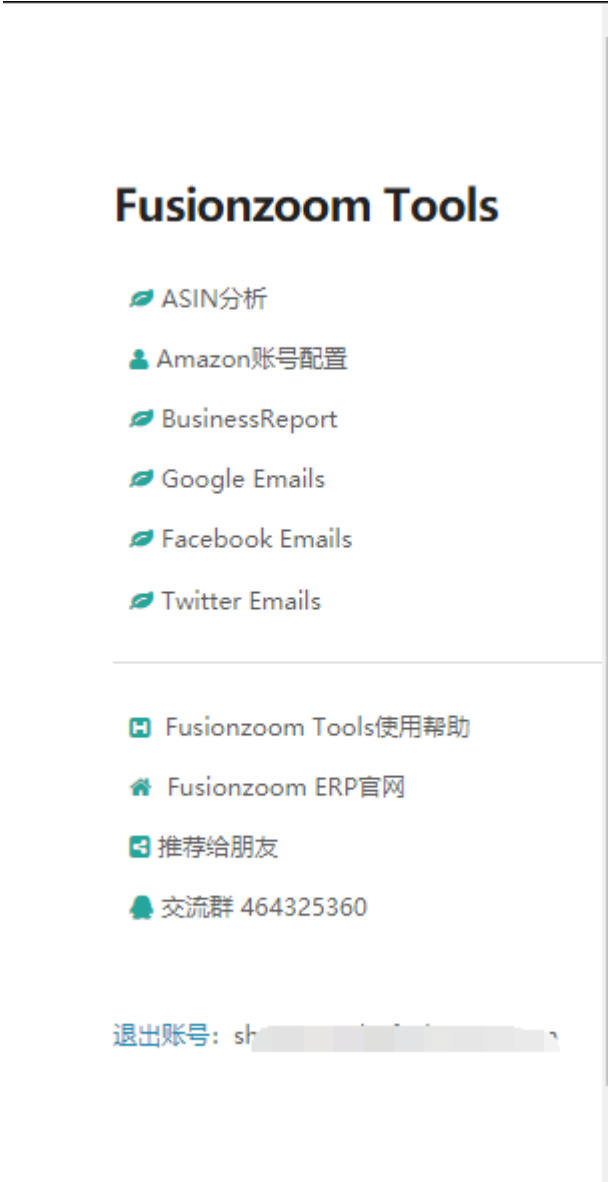 Fusionzoom Tools
ASIN分析
Amazon账号配置
BusinessReport
Google Emails
Facebook Emails
Twitter Emails
Fusionzoom Tools使用帮助
Fusionzoom ERP官网
推荐给朋友
交流群 464325360
退出账号：